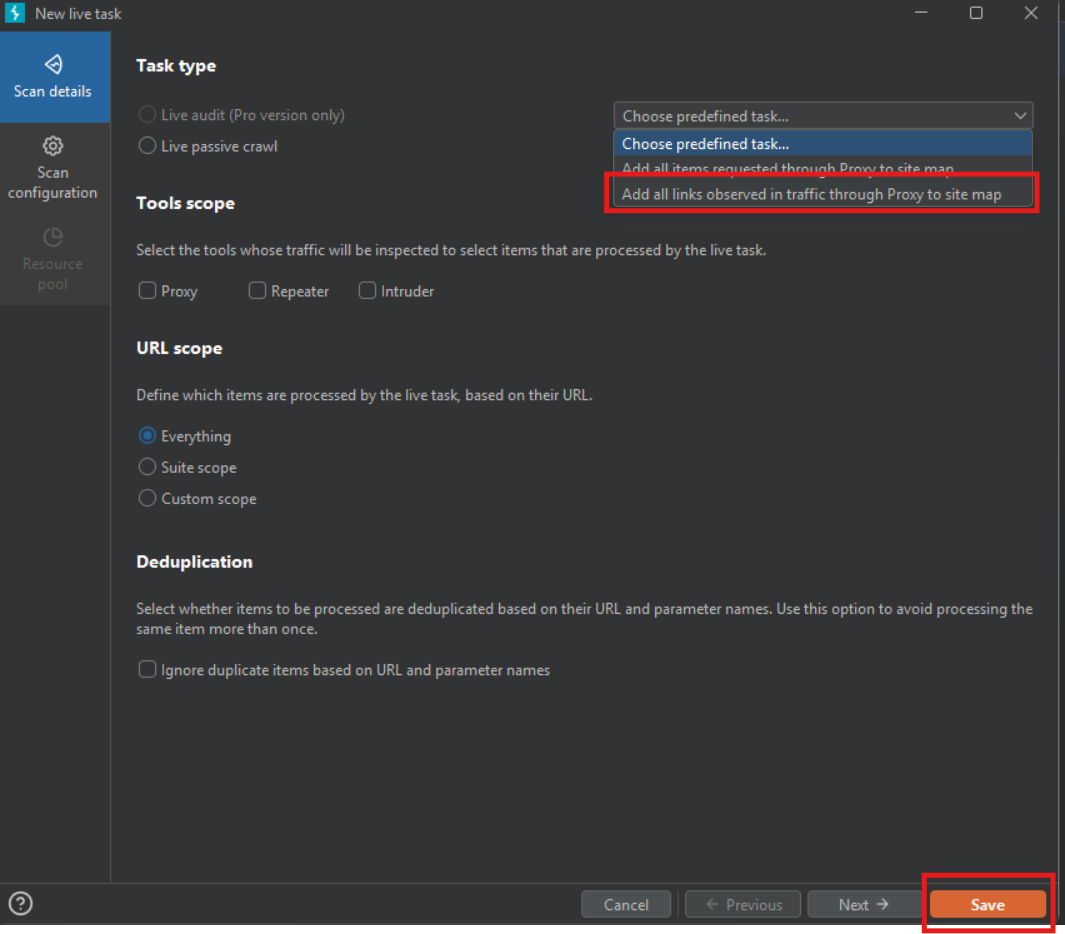 New live task
Scan details
Scan
configuration
Resource
pool
Task type
Live audit (Pro version only)
Live passive crawl
Choose predefined task...
Choose predefined task...
Add all items requested through Proxy to site map
Add all links observed in traffic through Proxy to site map
Tools scope
Select the tools whose traffic will be inspected to select items that are processed by the live task.
Proxy Repeater Intruder
URL scope
Define which items are processed by the live task, based on their URL.
Everything
Suite scope
Custom scope
Deduplication
Select whether items to be processed are deduplicated based on their URL and parameter names. Use this option to avoid processing the
same item more than once.
Ignore duplicate items based on URL and parameter names
? Cancel ← Previous Next → Save